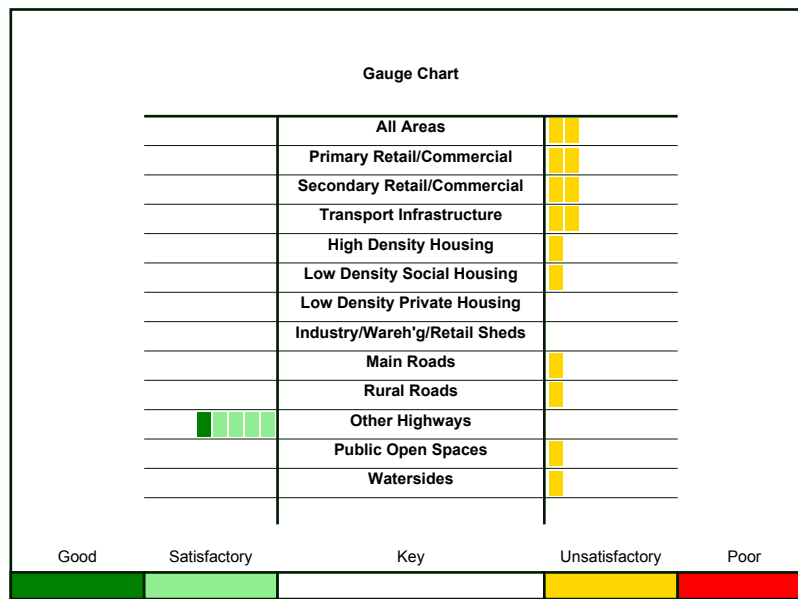 Gauge Chart
All Areas
Primary Retail/Commercial
Secondary Retail/Commercial
Transport Infrastructure
High Density Housing
Low Density Social Housing
Low Density Private Housing
Industry/Wareh'g/Retail Sheds
Main Roads
Rural Roads
Other Highways
Public Open Spaces
Watersides
Good Satisfactory Key Unsatisfactory Poor